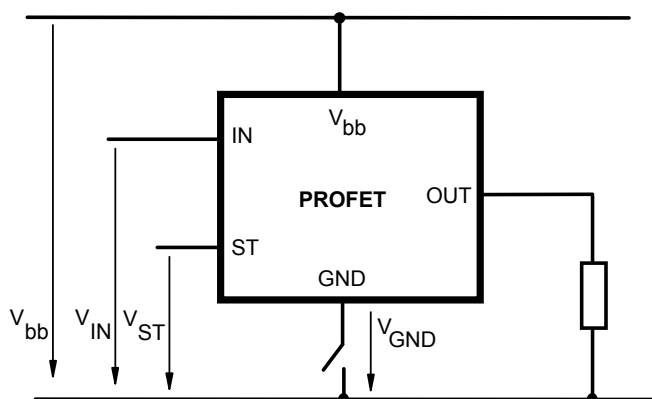 V_bb
IN
PROFET
OUT
ST
GND
V_bb
V_IN
V_ST
V_GND